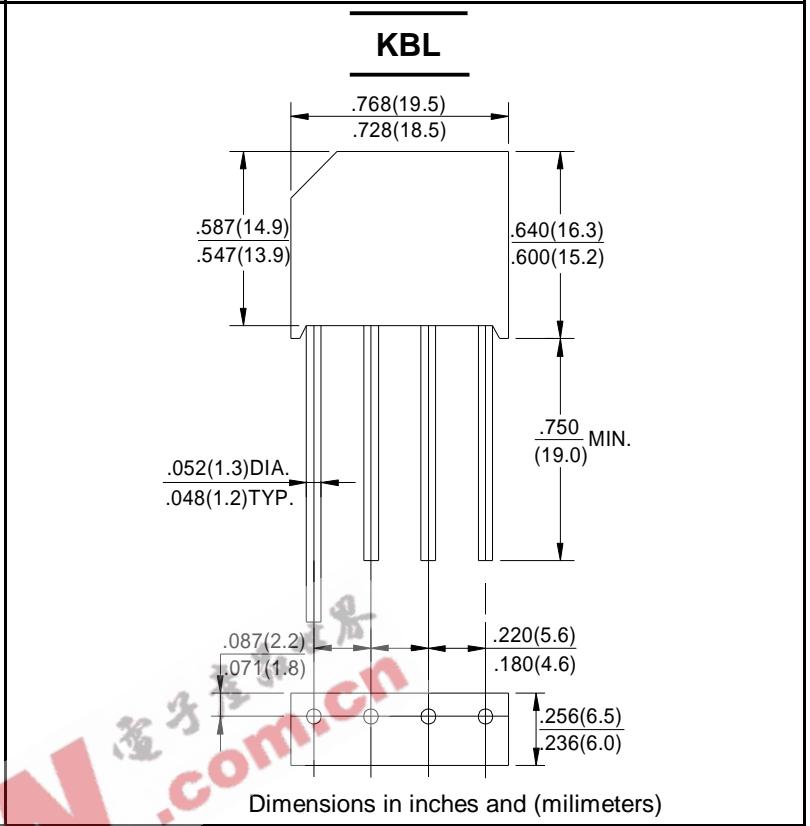 KBL
.768(19.5)
.728(18.5)
.587(14.9)
.547(13.9)
.640(16.3)
.600(15.2)
.750 MIN.
(19.0)
.052(1.3)DIA.
.048(1.2)TYP.
.087(2.2)
.071(1.8)
.220(5.6)
.180(4.6)
.256(6.5)
.236(6.0)
電子
.com.cn
Dimensions in inches and (milimeters)